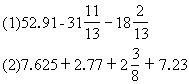 (1)52.91-31 11/13 − 18 2/13
(2)7.625+2.77+2 3/8+7.23